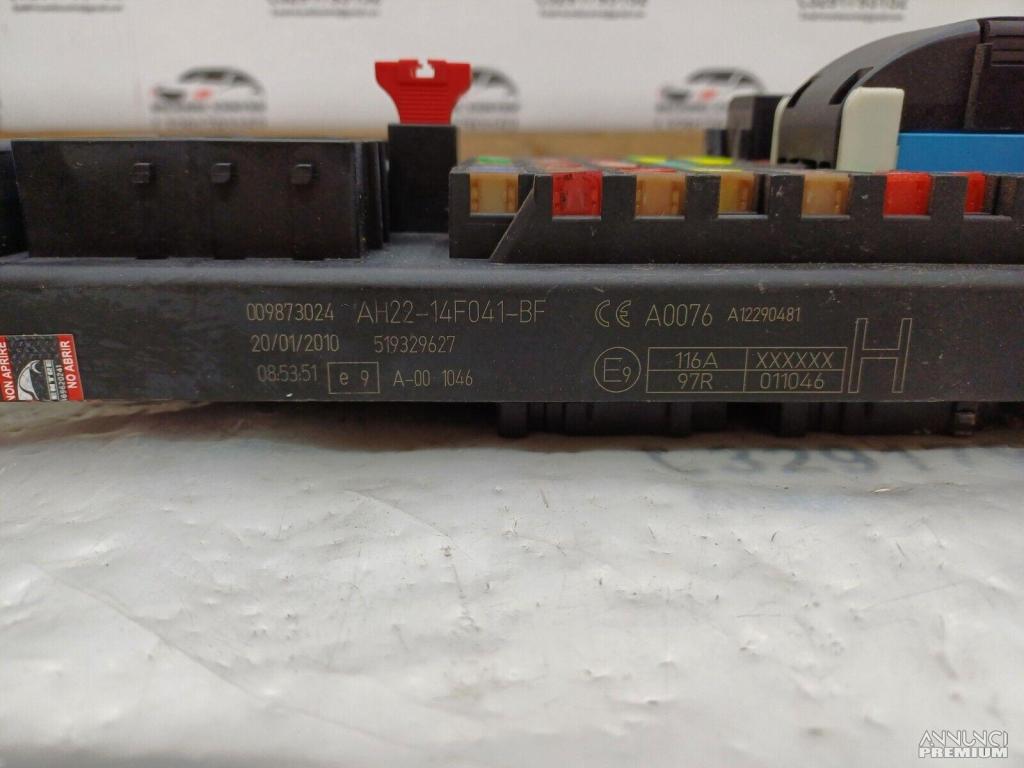 009873024 AH22-14F041-BF CE A0076 A12290481
20/01/2010 519329627
08:53:51 e 9 A-00 1046
E9 116A XXXXXX H
97R 011046
NON APRIRE
NO ABRIR
ANNUNCI
PREMIUM